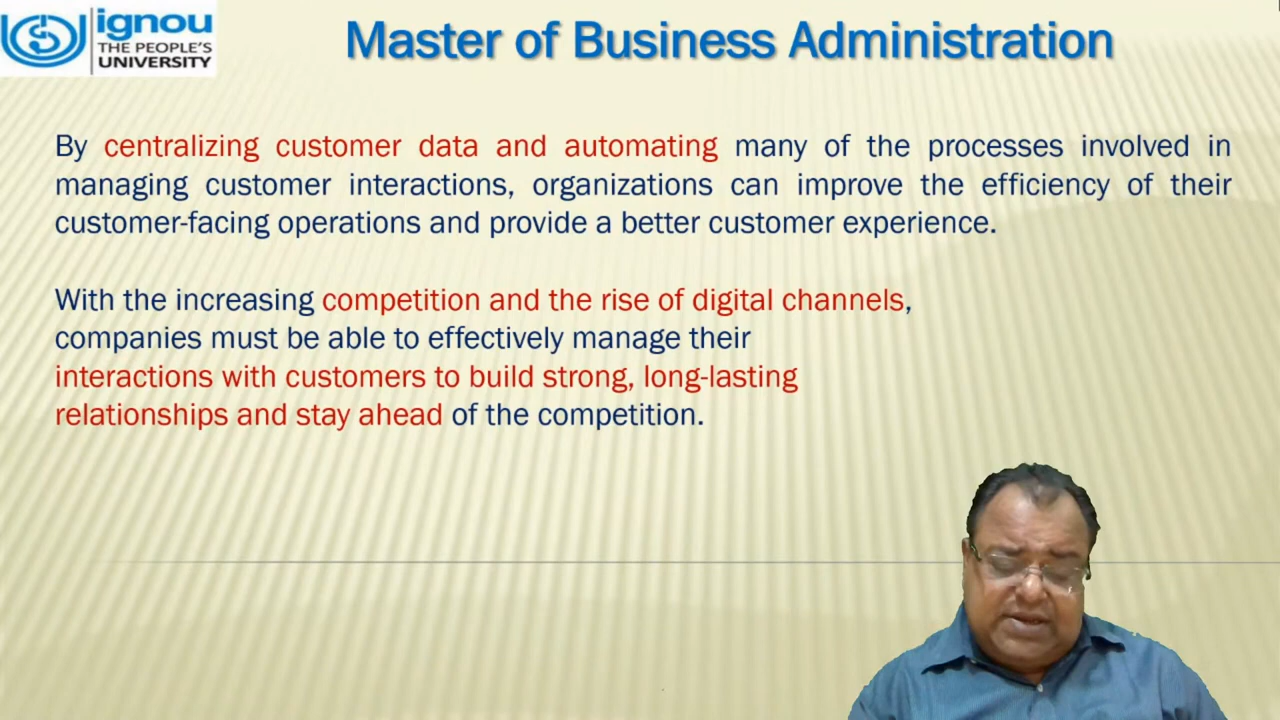 ignou
THE PEOPLE'S
UNIVERSITY
Master of Business Administration
By centralizing customer data and automating many of the processes involved in
managing customer interactions, organizations can improve the efficiency of their
customer-facing operations and provide a better customer experience.
With the increasing competition and the rise of digital channels,
companies must be able to effectively manage their
interactions with customers to build strong, long-lasting
relationships and stay ahead of the competition.